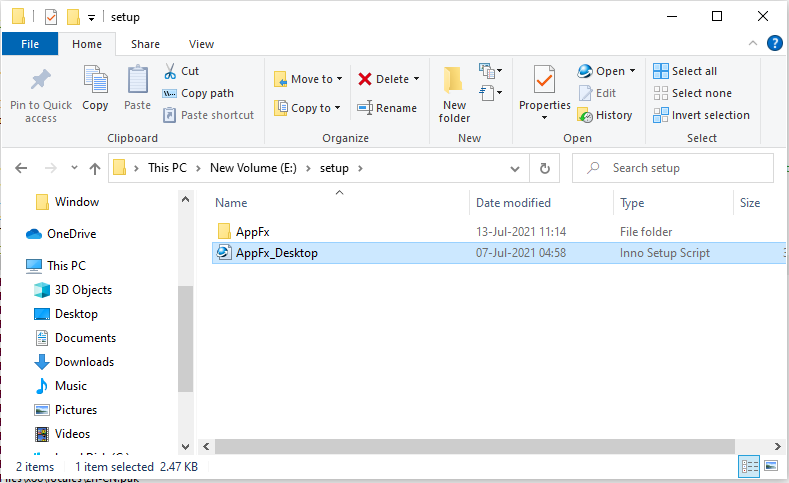 setup
File Home Share View
Pin to Quick access
Copy
Paste
Cut
Copy path
Paste shortcut
Clipboard
Move to
Copy to
Delete
Rename
Organize
New folder
New
Properties
Open
Edit
History
Open
Select all
Select none
Invert selection
Select
This PC New Volume (E:) setup
Search setup
Name Date modified Type Size
AppFx 13-Jul-2021 11:14 File folder
AppFx_Desktop 07-Jul-2021 04:58 Inno Setup Script 3
Window
OneDrive
This PC
3D Objects
Desktop
Documents
Downloads
Music
Pictures
Videos
2 items 1 item selected 2.47 KB